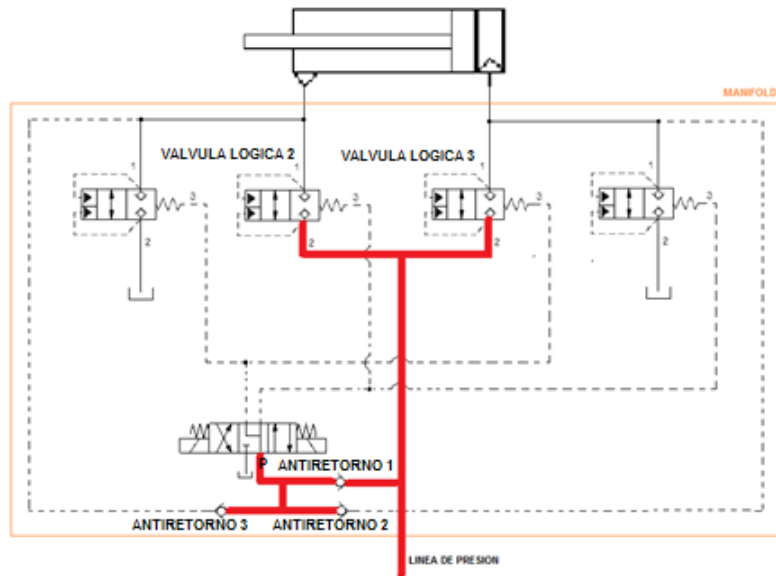 MANIFOLD
VALVULA LOGICA 2
VALVULA LOGICA 3
1
1
1
1
3
3
3
3
2
2
2
2
P
ANTIRETORNO 1
ANTIRETORNO 3
ANTIRETORNO 2
LINEA DE PRESION